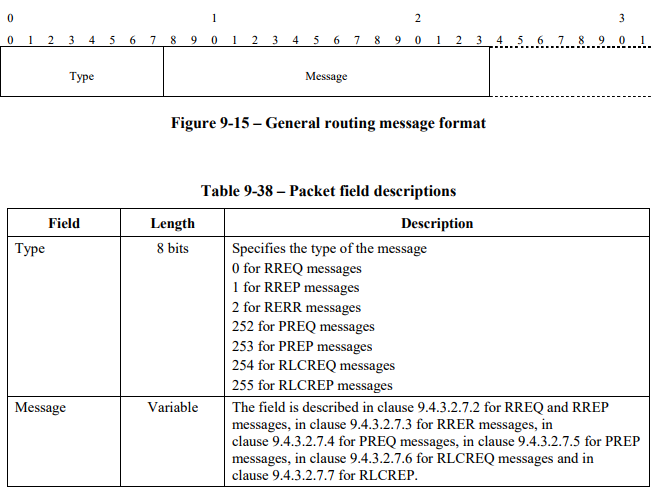 0 1 2 3
0 1 2 3 4 5 6 7 8 9 0 1 2 3 4 5 6 7 8 9 0 1 2 3 4 5 6 7 8 9 0 1
Type Message
Figure 9-15 – General routing message format
Table 9-38 – Packet field descriptions
Field Length Description
Type 8 bits Specifies the type of the message
0 for RREQ messages
1 for RREP messages
2 for RERR messages
252 for PREQ messages
253 for PREP messages
254 for RLCREQ messages
255 for RLCREP messages
Message Variable The field is described in clause 9.4.3.2.7.2 for RREQ and RREP
messages, in clause 9.4.3.2.7.3 for RRER messages, in
clause 9.4.3.2.7.4 for PREQ messages, in clause 9.4.3.2.7.5 for PREP
messages, in clause 9.4.3.2.7.6 for RLCREQ messages and in
clause 9.4.3.2.7.7 for RLCREP.